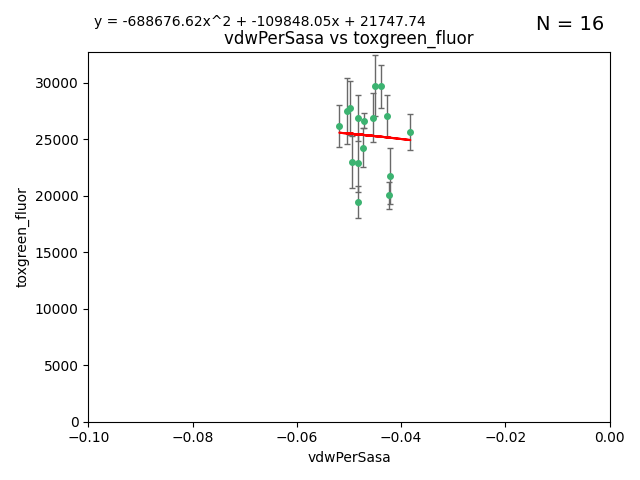 y = -688676.62x^2 + -109848.05x + 21747.74
N = 16
vdwPerSasa vs toxgreen_fluor
30000
25000
20000
15000
10000
5000
0
toxgreen_fluor
−0.10
−0.08
−0.06
−0.04
−0.02
0.00
vdwPerSasa